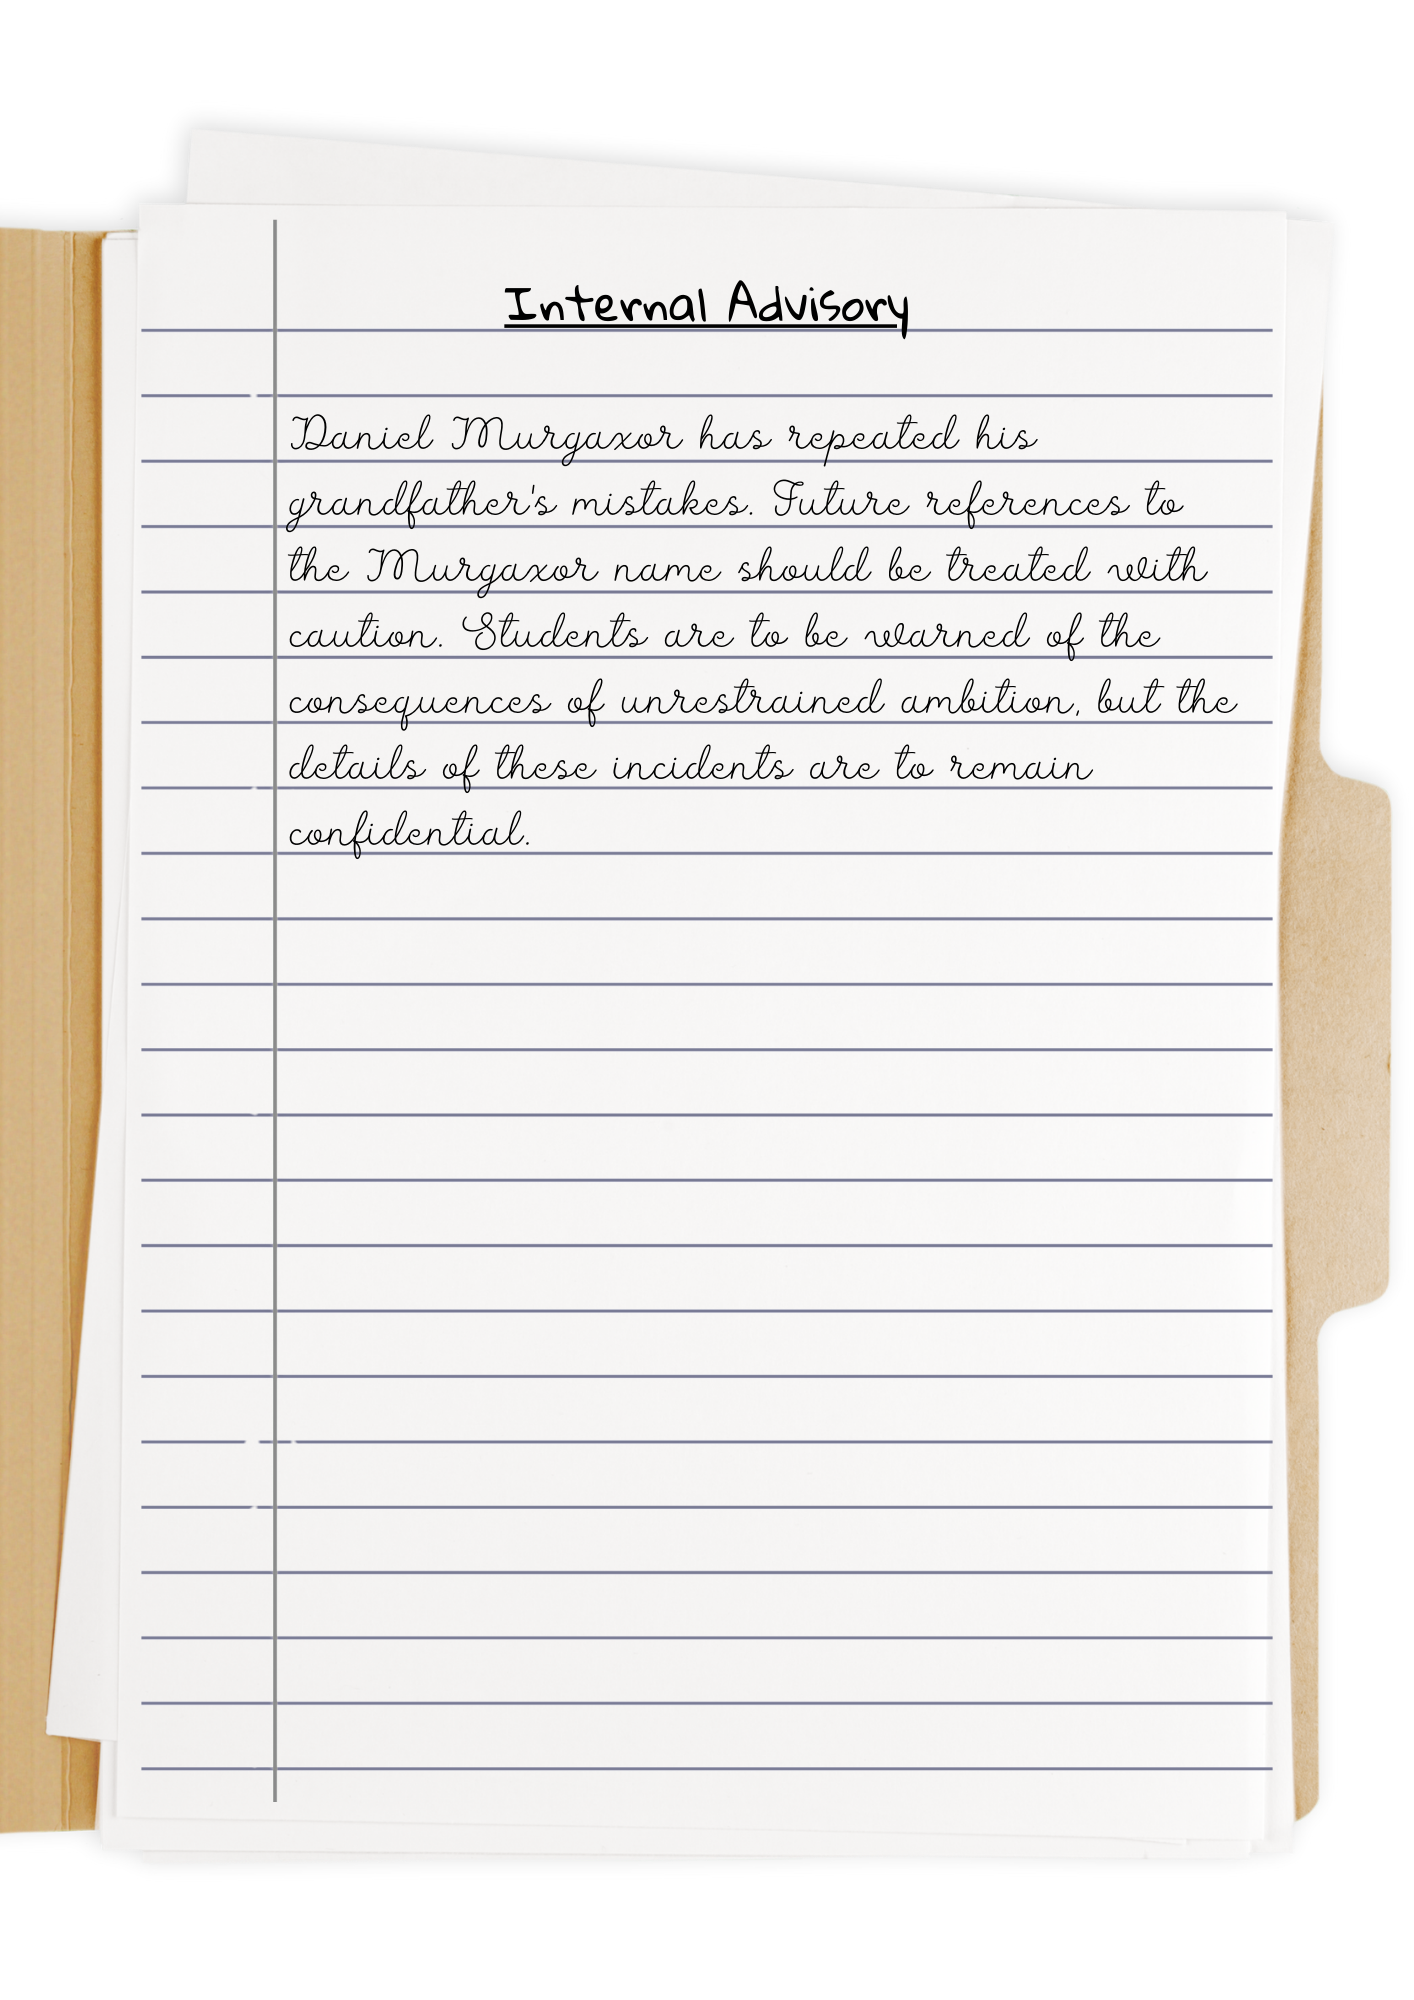 Internal Advisory
Daniel Murgaxor has repeated his
grandfather's mistakes. Future references to
the Murgaxor name should be treated with
caution. Students are to be warned of the
consequences of unrestrained ambition, but the
details of these incidents are to remain
confidential.